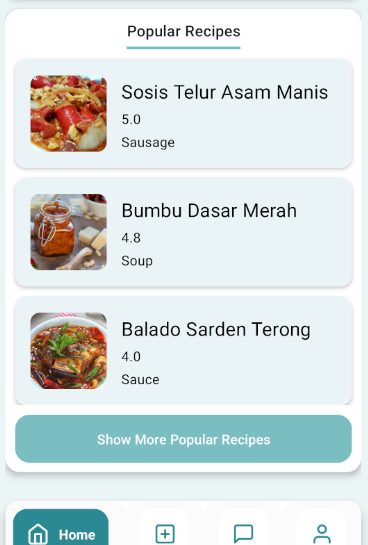 Popular Recipes
Sosis Telur Asam Manis
5.0
Sausage
Bumbu Dasar Merah
4.8
Soup
Balado Sarden Terong
4.0
Sauce
Show More Popular Recipes
Home